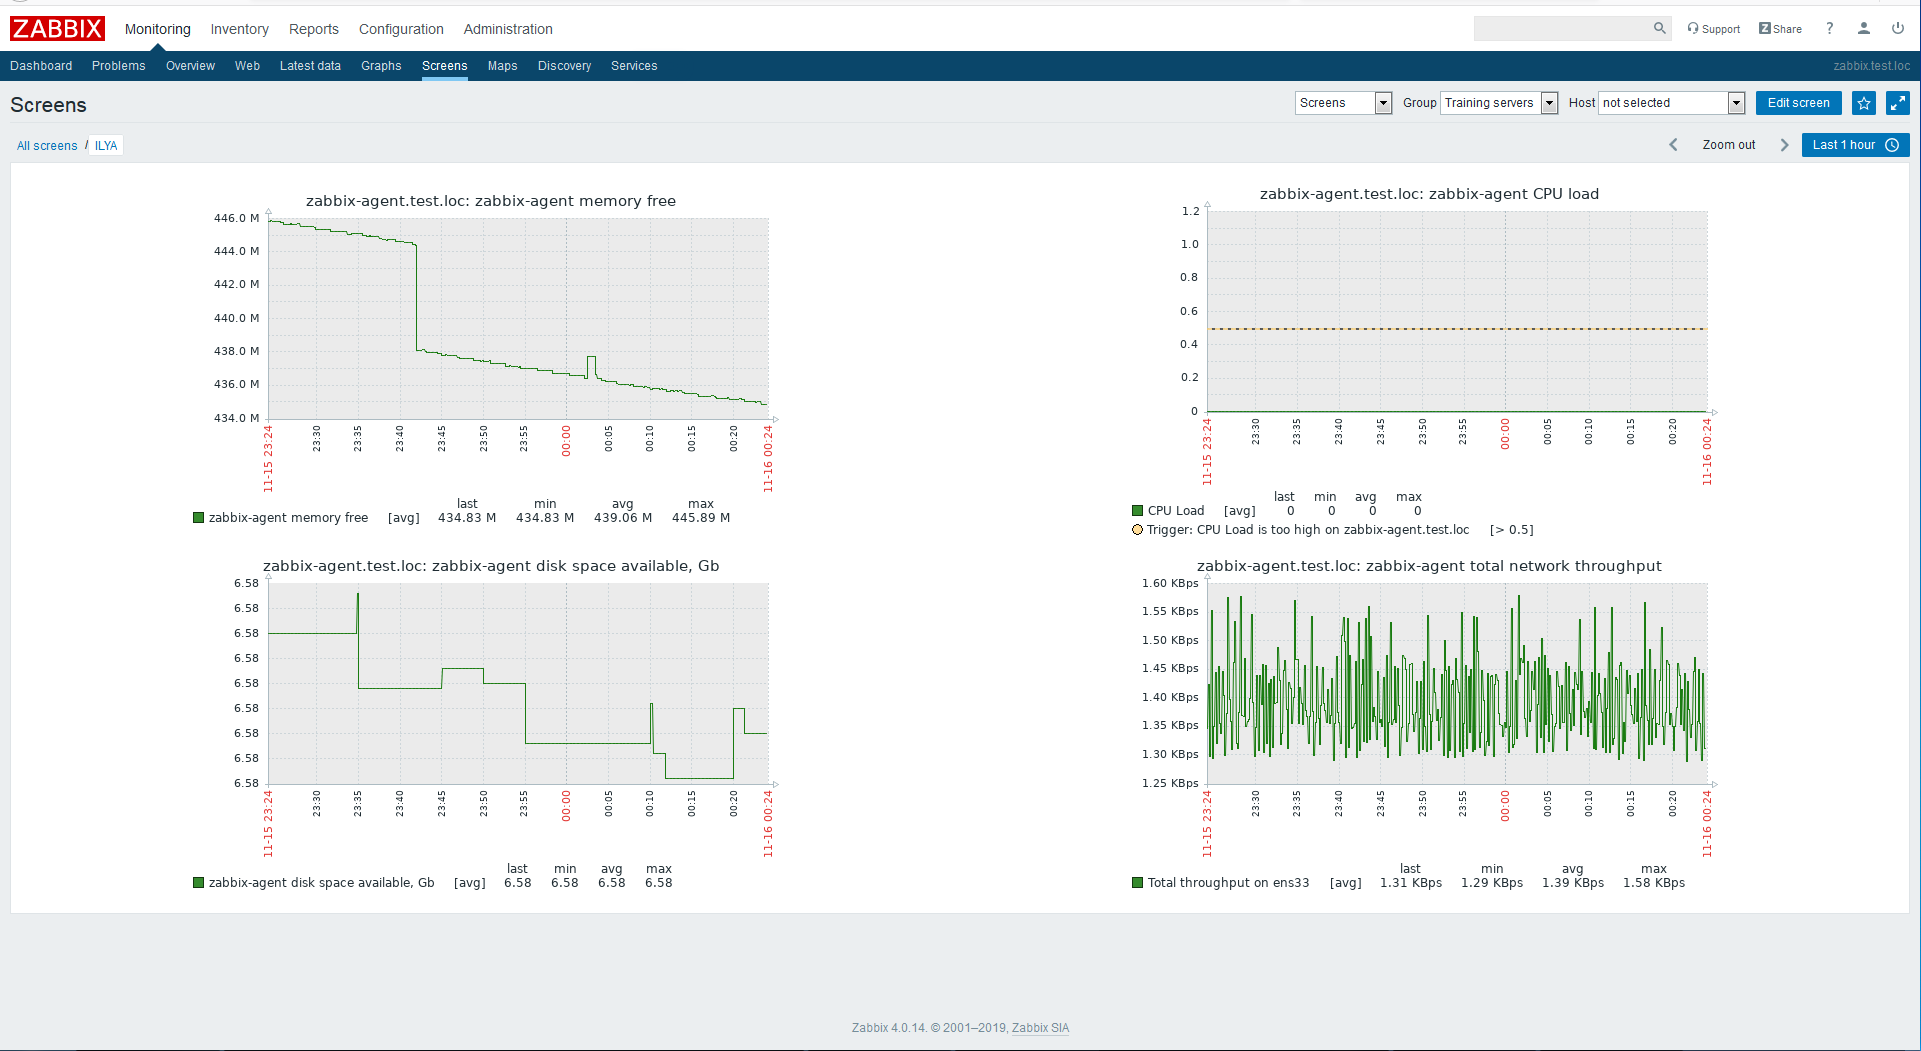 ZABBIX Monitoring Inventory Reports Configuration Administration Support Share ?
Dashboard Problems Overview Web Latest data Graphs Screens Maps Discovery Services zabbix.test.loc
Screens Screens Group Training servers Host not selected Edit screen
All screens / ILYA Zoom out Last 1 hour
zabbix-agent.test.loc: zabbix-agent memory free
446.0 M
444.0 M
442.0 M
440.0 M
438.0 M
436.0 M
434.0 M
11-15 23:24 23:30 23:35 23:40 23:45 23:50 23:55 00:00 00:05 00:10 00:15 00:20 11-16 00:24
last min avg max
zabbix-agent memory free [avg] 434.83 M 434.83 M 439.06 M 445.89 M
zabbix-agent.test.loc: zabbix-agent CPU load
1.2
1.0
0.8
0.6
0.4
0.2
0
11-15 23:24 23:30 23:35 23:40 23:45 23:50 23:55 00:00 00:05 00:10 00:15 00:20 11-16 00:24
last min avg max
CPU Load [avg] 0 0 0 0
Trigger: CPU Load is too high on zabbix-agent.test.loc [> 0.5]
zabbix-agent.test.loc: zabbix-agent disk space available, Gb
6.58
6.58
6.58
6.58
6.58
6.58
6.58
6.58
6.58
11-15 23:24 23:30 23:35 23:40 23:45 23:50 23:55 00:00 00:05 00:10 00:15 00:20 11-16 00:24
last min avg max
zabbix-agent disk space available, Gb [avg] 6.58 6.58 6.58 6.58
zabbix-agent.test.loc: zabbix-agent total network throughput
1.60 KBps
1.55 KBps
1.50 KBps
1.45 KBps
1.40 KBps
1.35 KBps
1.30 KBps
1.25 KBps
11-15 23:24 23:30 23:35 23:40 23:45 23:50 23:55 00:00 00:05 00:10 00:15 00:20 11-16 00:24
last min avg max
Total throughput on ens33 [avg] 1.31 KBps 1.29 KBps 1.39 KBps 1.58 KBps
Zabbix 4.0.14. © 2001–2019, Zabbix SIA